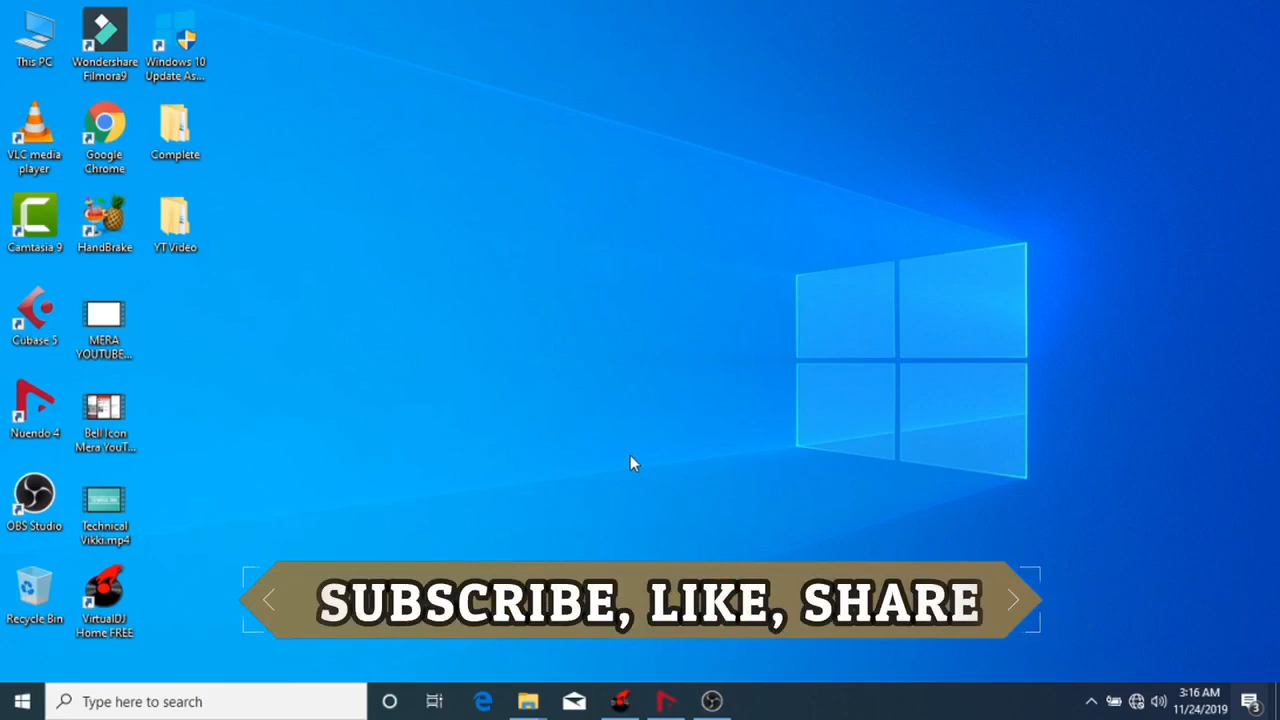 This PC
Wondershare
Filmora9
Windows 10
Update As...
VLC media
player
Google
Chrome
Complete
Camtasia 9
HandBrake
YT Video
Cubase 5
MERA
YOUTUBE...
Nuendo 4
Bell Icon
Mera YouT...
OBS Studio
Technical
Vikki.mp4
Recycle Bin
VirtualDJ
Home FREE
SUBSCRIBE, LIKE, SHARE
Type here to search
3:16 AM
11/24/2019
3